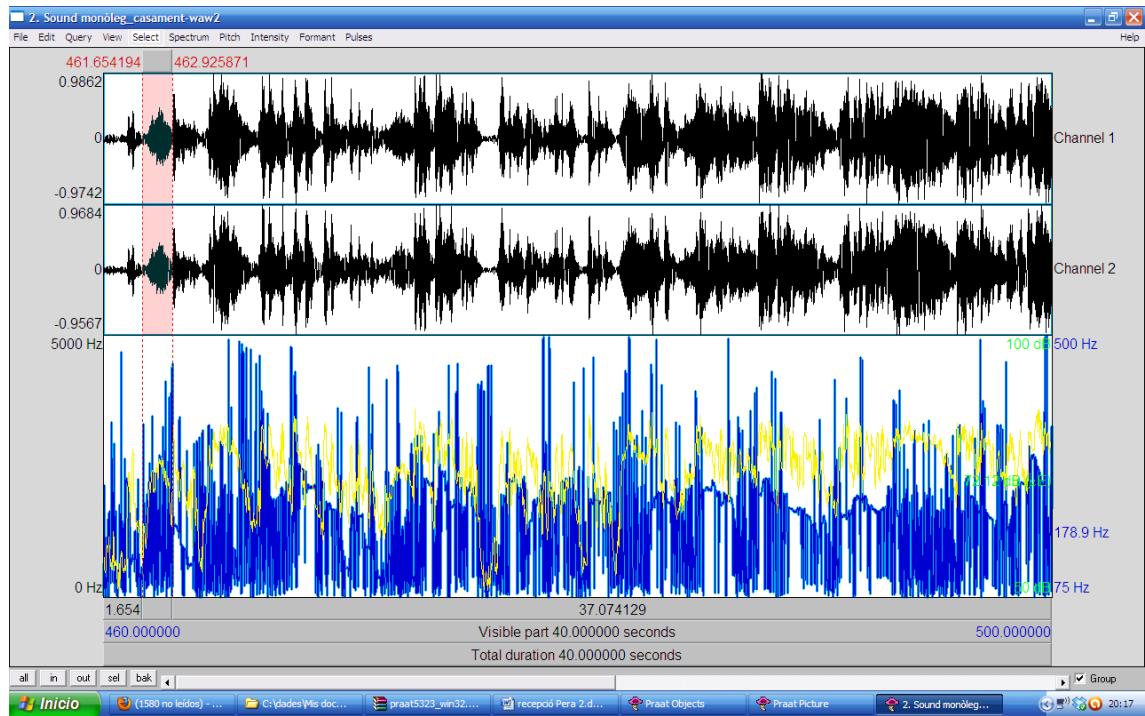 2. Sound monòleg_casament-waw2
File Edit Query View Select Spectrum Pitch Intensity Formant Pulses Help
461.654194 462.925871
0.9862
0
-0.9742
Channel 1
0.9684
0
-0.9567
Channel 2
5000 Hz
100 dB 500 Hz
178.9 Hz
0 Hz
50 dB 75 Hz
1.654 37.074129
460.000000 Visible part 40.000000 seconds 500.000000
Total duration 40.000000 seconds
all in out sel bak Group
Inicio (1580 no leídos) - ... C:\dades\Mis doc... praat5323_win32.... recepció Pera 2.d... Praat Objects Praat Picture 2. Sound monòleg... 20:17